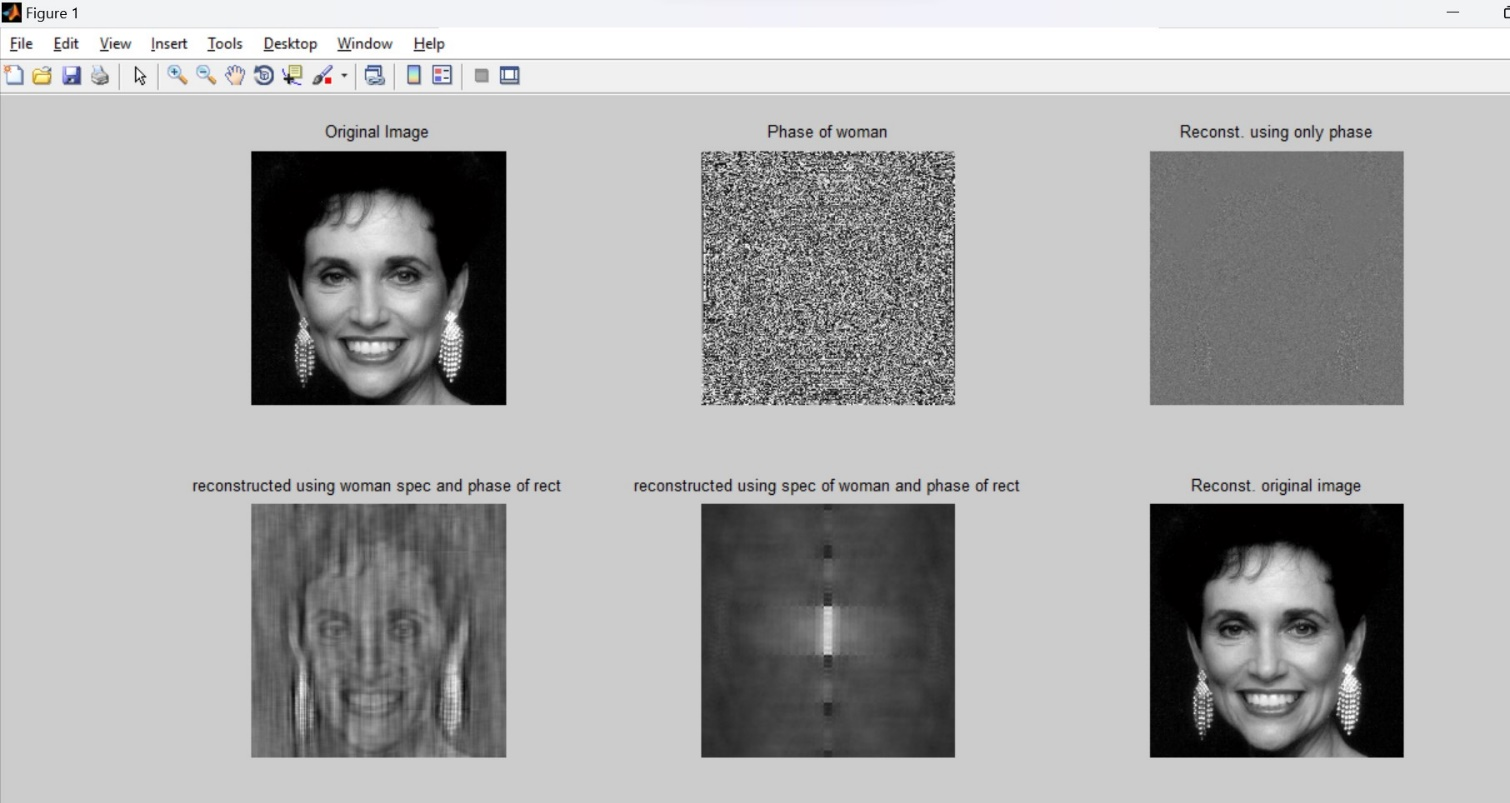 Figure 1
File Edit View Insert Tools Desktop Window Help
Original Image
Phase of woman
Reconst. using only phase
reconstructed using woman spec and phase of rect
reconstructed using spec of woman and phase of rect
Reconst. original image